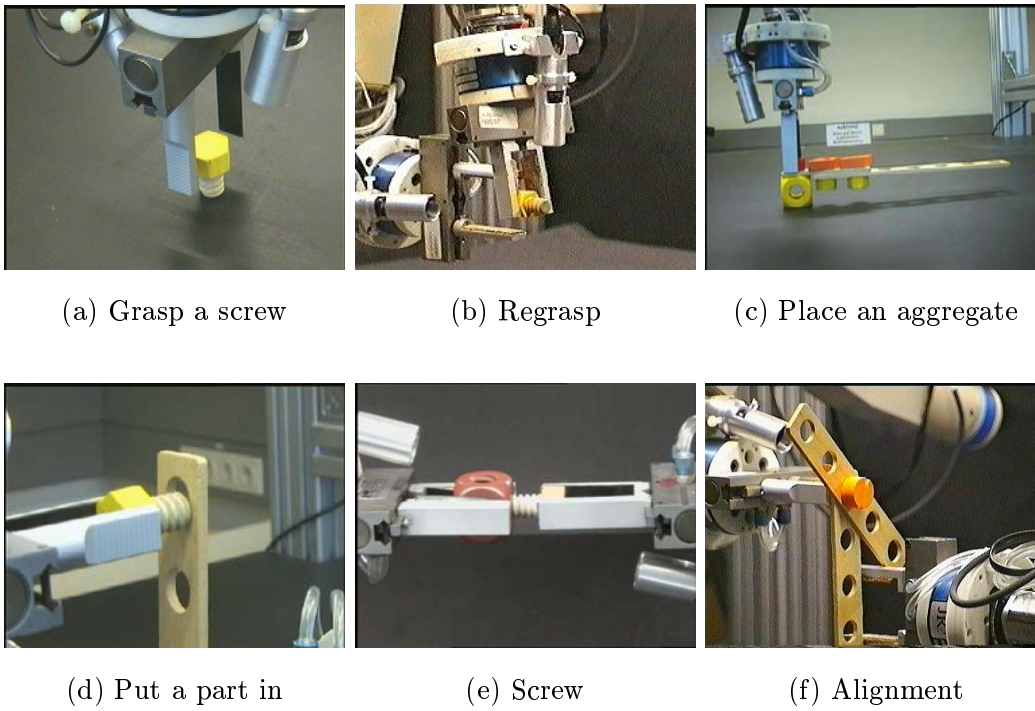 (a) Grasp a screw
(b) Regrasp
(c) Place an aggregate
(d) Put a part in
(e) Screw
(f) Alignment